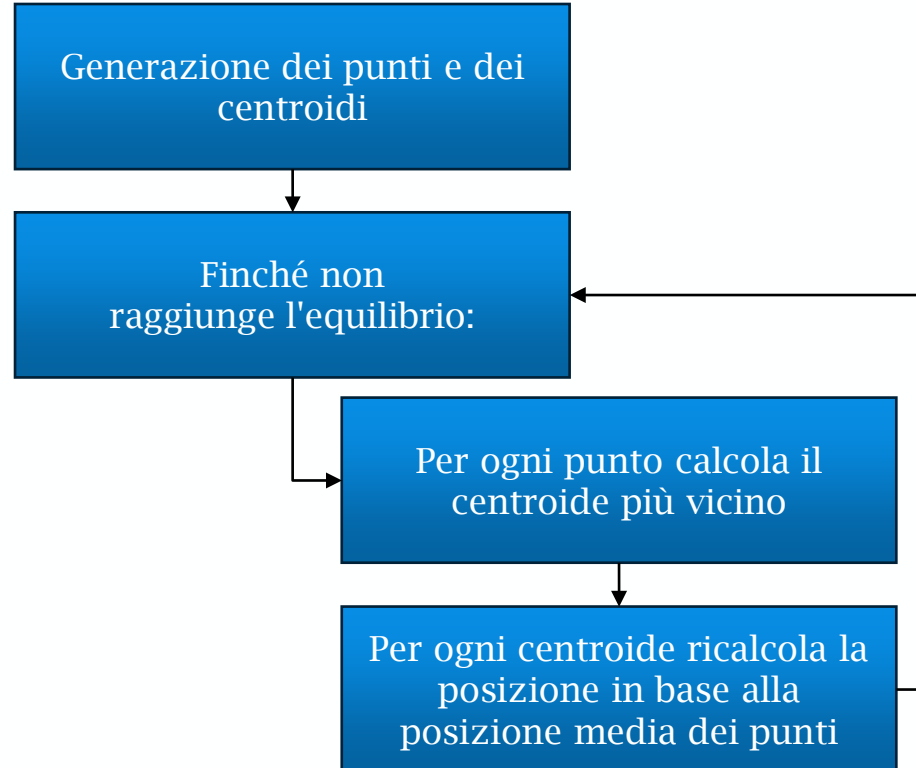 Generazione dei punti e dei
centroidi
Finché non
raggiunge l'equilibrio:
Per ogni punto calcola il
centroide più vicino
Per ogni centroide ricalcola la
posizione in base alla
posizione media dei punti